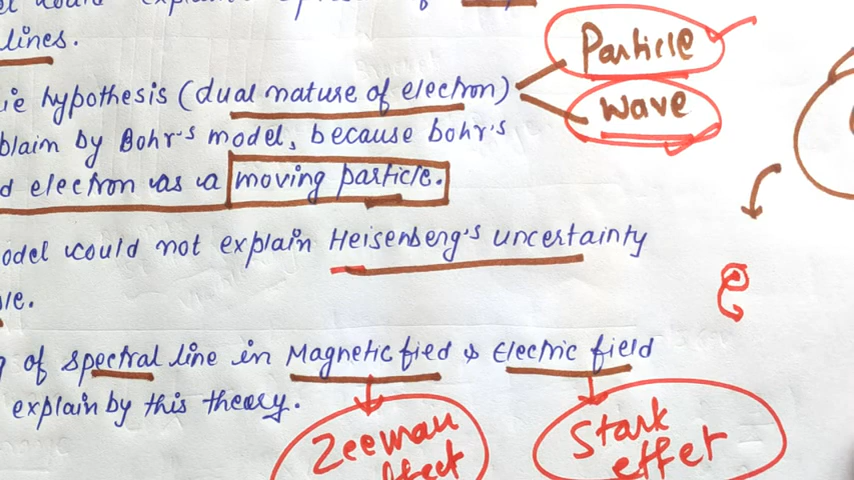 lines.
Particle
ie hypothesis (dual nature of electron)
Wave
plain by Bohr's model, because bohr's
d electron as a moving particle.
odel could not explain Heisenberg's uncertainty
le.
g of spectral line in Magnetic fied & Electric field
explain by this theory.
Zeeman
effect
Stark
effet